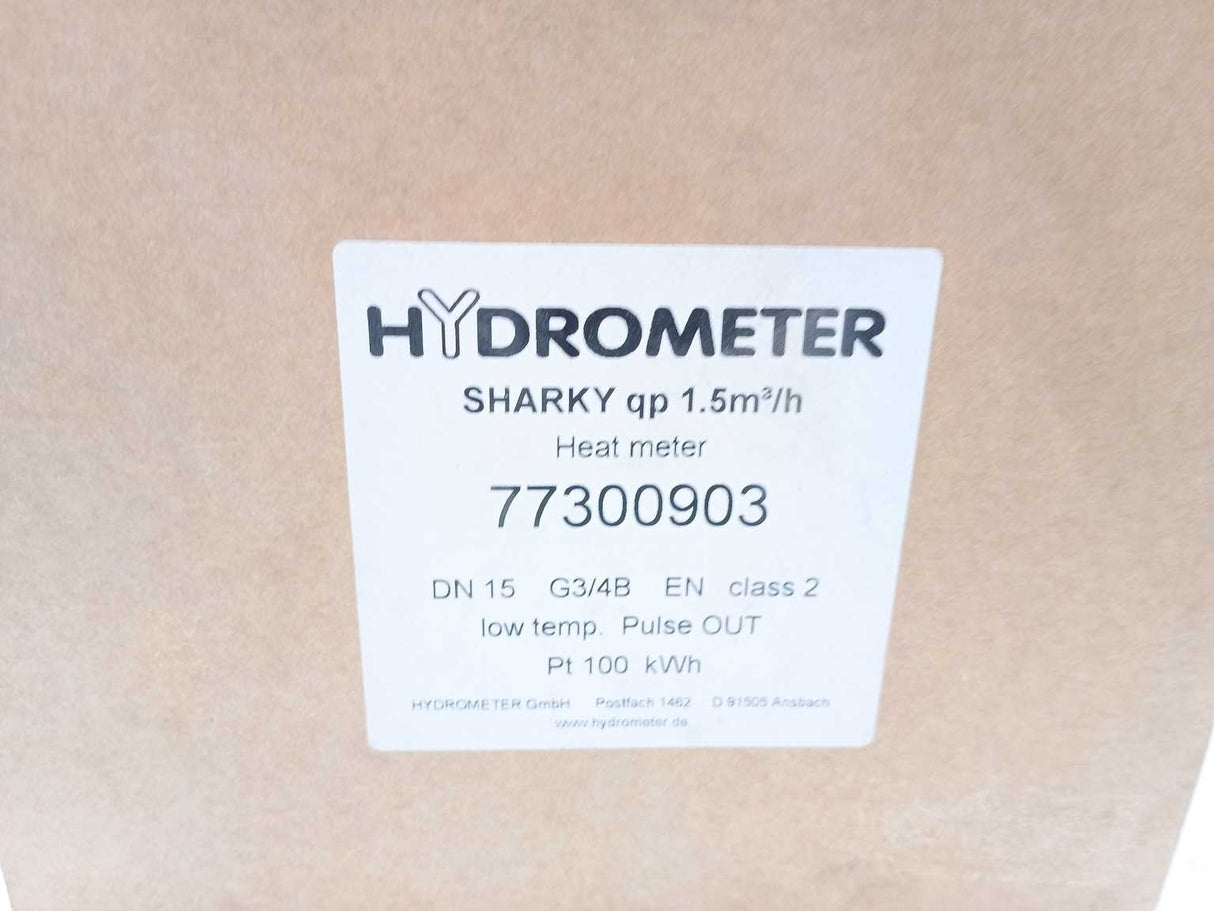 HYDROMETER
SHARKY qp 1.5m³/h
Heat meter
77300903
DN 15 G3/4B EN class 2
low temp. Pulse OUT
Pt 100 kWh
HYDROMETER GmbH Postfach 1462 D 91505 Ansbach
www.hydrometer.de